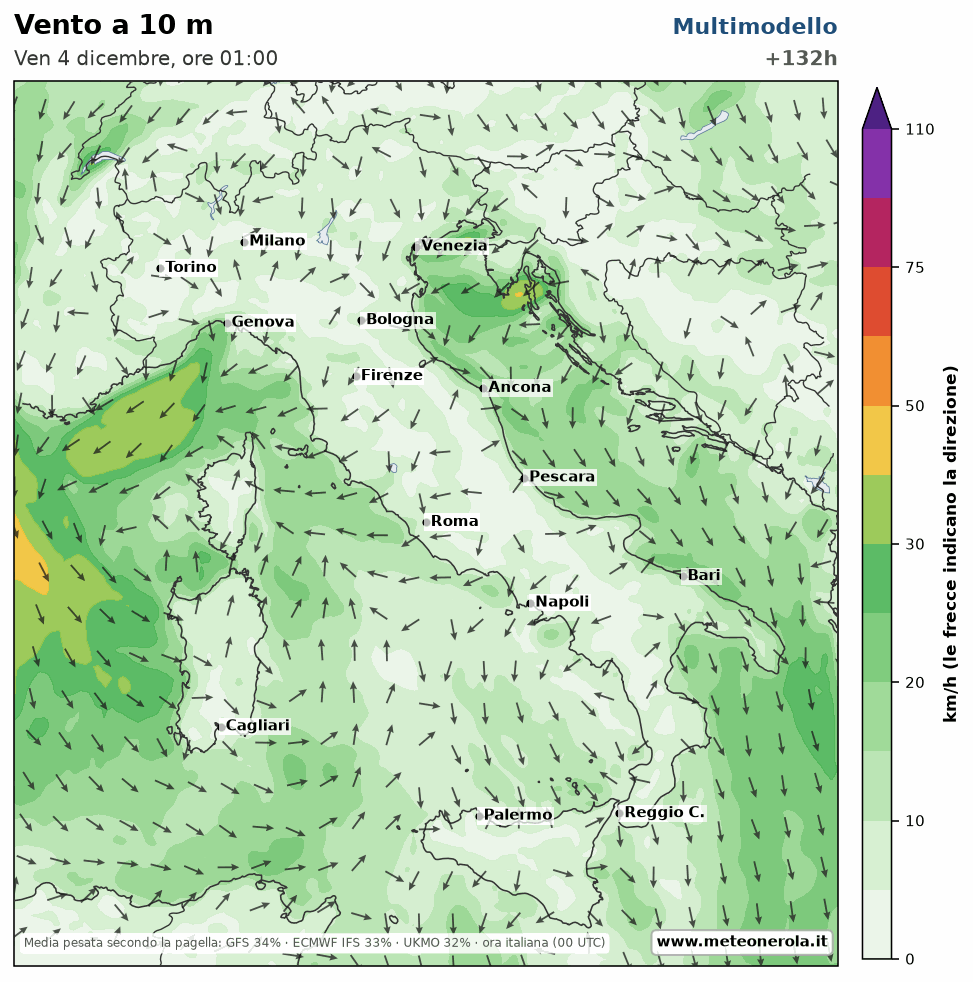 Vento a 10 m
Multimodello
Ven 4 dicembre, ore 01:00
+132h
110
Venezia
Milano
Torino
75
Genova
Bologna
Firenze
Ancona
50
Pescara
Roma
30
Bari
Napoli
20
Cagliari
Palermo
Reggio C.
10
0
km/h (le frecce indicano la direzione)
Media pesata secondo la pagella: GFS 34% · ECMWF IFS 33% · UKMO 32% · ora italiana (00 UTC)
www.meteonerola.it